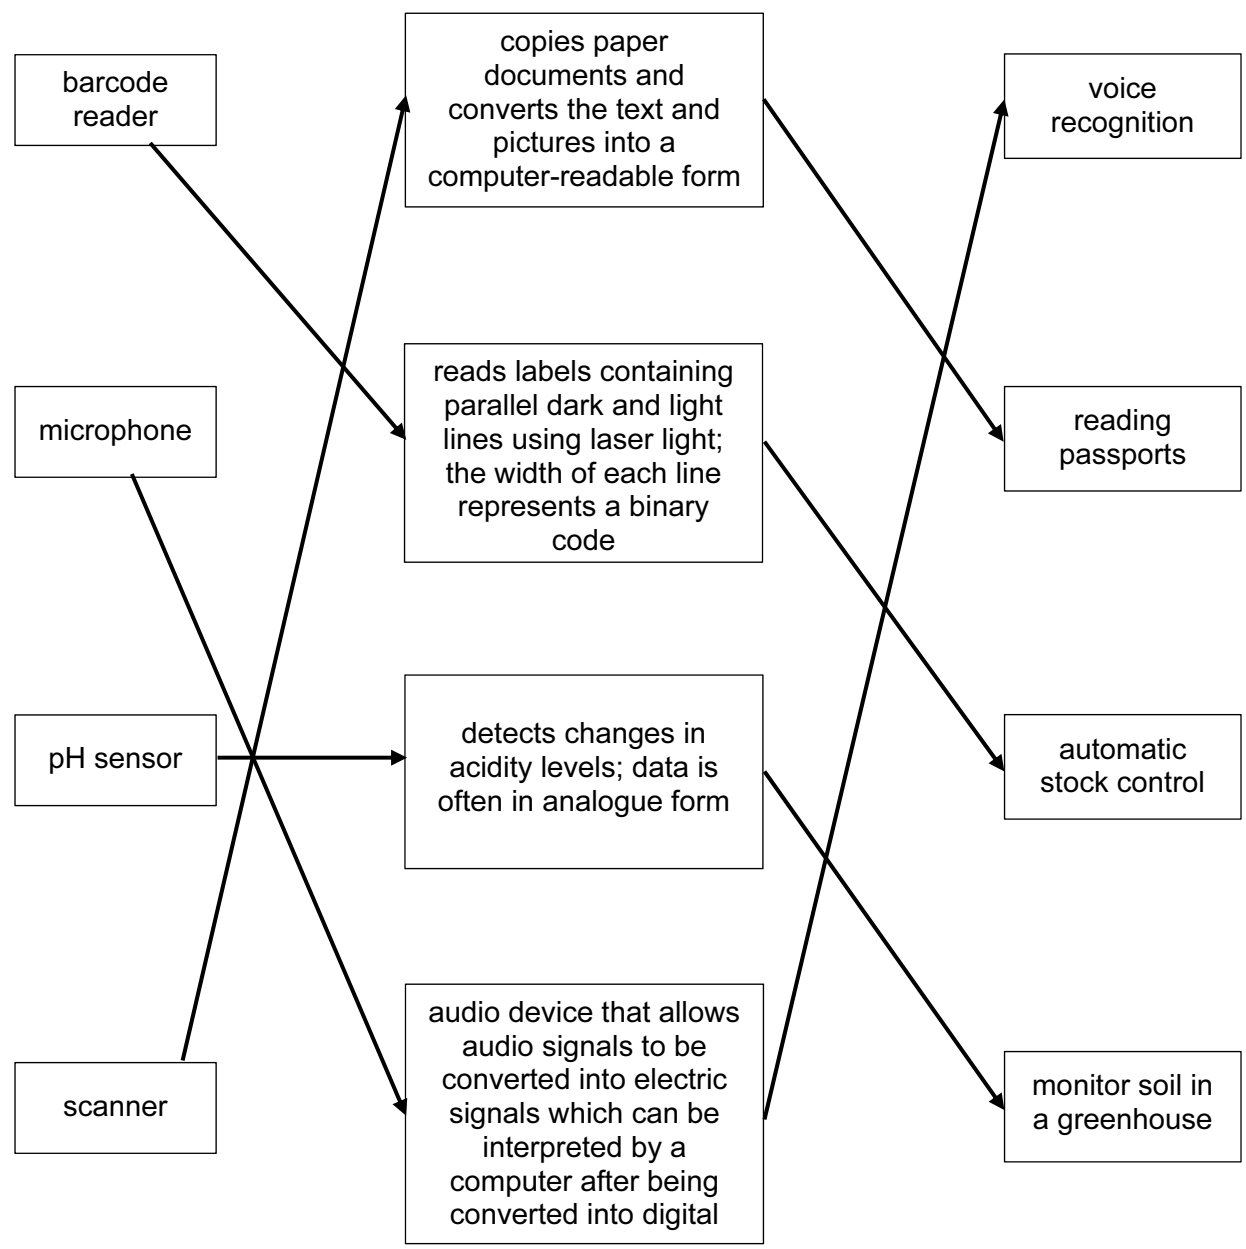 barcode
reader
microphone
pH sensor
scanner
copies paper
documents and
converts the text and
pictures into a
computer-readable form
reads labels containing
parallel dark and light
lines using laser light;
the width of each line
represents a binary
code
detects changes in
acidity levels; data is
often in analogue form
audio device that allows
audio signals to be
converted into electric
signals which can be
interpreted by a
computer after being
converted into digital
voice
recognition
reading
passports
automatic
stock control
monitor soil in
a greenhouse